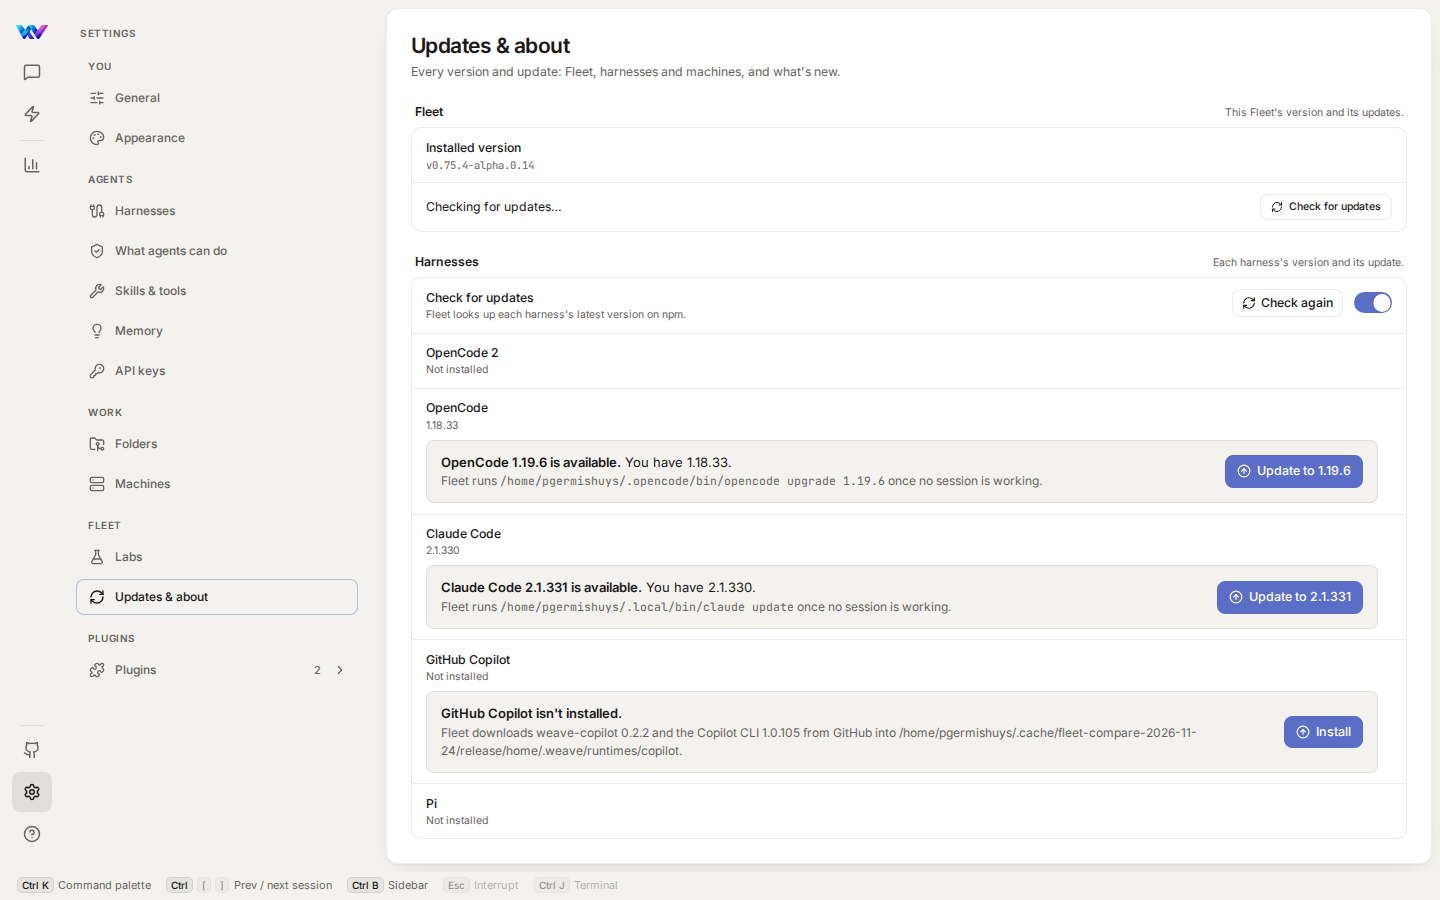 SETTINGS
YOU
General
Appearance
AGENTS
Harnesses
What agents can do
Skills & tools
Memory
API keys
WORK
Folders
Machines
FLEET
Labs
Updates & about
PLUGINS
Plugins 2
Updates & about
Every version and update: Fleet, harnesses and machines, and what's new.
Fleet This Fleet's version and its updates.
Installed version
v0.75.4-alpha.0.14
Checking for updates... Check for updates
Harnesses Each harness's version and its update.
Check for updates Check again
Fleet looks up each harness's latest version on npm.
OpenCode 2
Not installed
OpenCode
1.18.33
OpenCode 1.19.6 is available. You have 1.18.33. Update to 1.19.6
Fleet runs /home/pgermishuys/.opencode/bin/opencode upgrade 1.19.6 once no session is working.
Claude Code
2.1.330
Claude Code 2.1.331 is available. You have 2.1.330. Update to 2.1.331
Fleet runs /home/pgermishuys/.local/bin/claude update once no session is working.
GitHub Copilot
Not installed
GitHub Copilot isn't installed. Install
Fleet downloads weave-copilot 0.2.2 and the Copilot CLI 1.0.105 from GitHub into /home/pgermishuys/.cache/fleet-compare-2026-11-
24/release/home/.weave/runtimes/copilot.
Pi
Not installed
Ctrl K Command palette Ctrl [ ] Prev / next session Ctrl B Sidebar Esc Interrupt Ctrl J Terminal